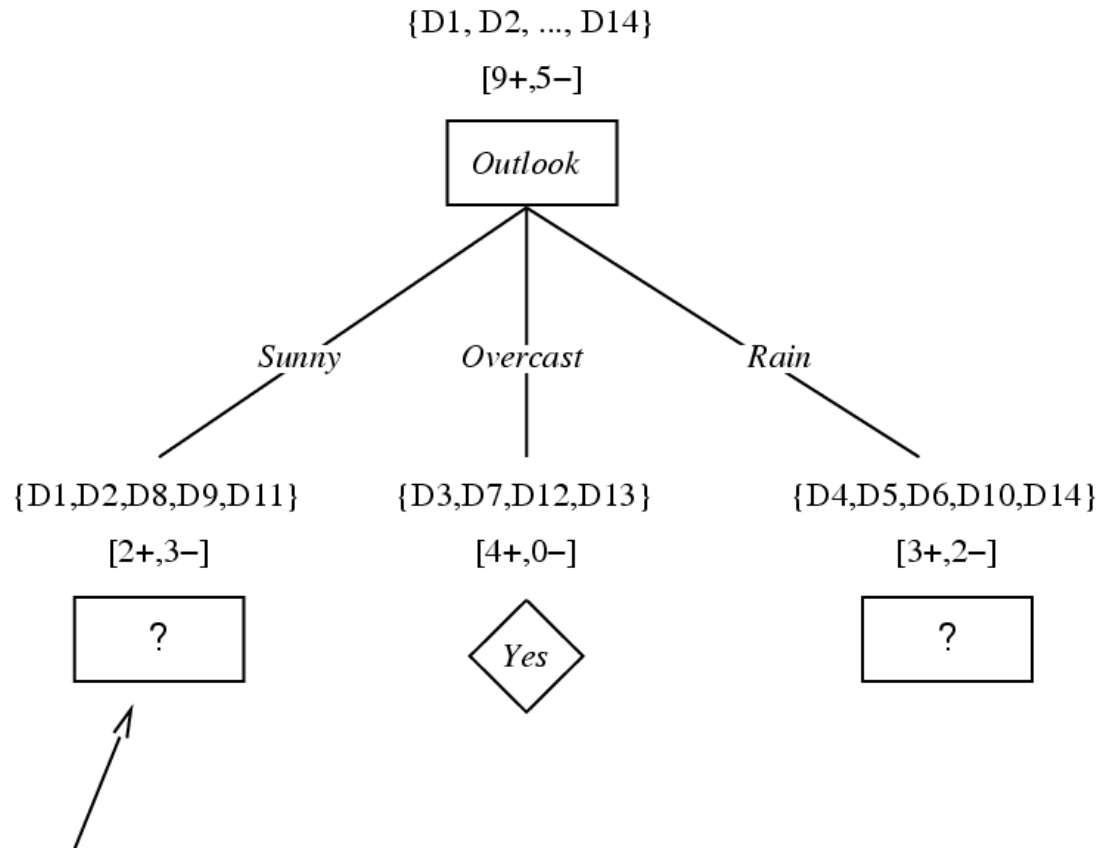 {D1, D2, ..., D14}
[9+,5−]
Outlook
Sunny Overcast Rain
{D1,D2,D8,D9,D11} {D3,D7,D12,D13} {D4,D5,D6,D10,D14}
[2+,3−] [4+,0−] [3+,2−]
? Yes ?